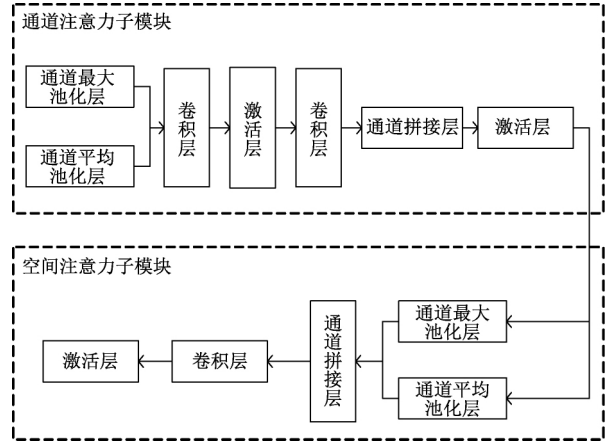 通道注意力子模块
通道最大
池化层
通道平均
池化层
卷积层
激活层
卷积层
通道拼接层
激活层
空间注意力子模块
通道最大
池化层
通道平均
池化层
通道拼接层
卷积层
激活层